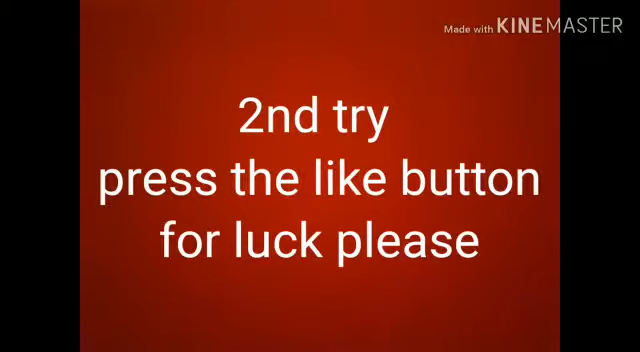 Made with KINEMASTER
2nd try
press the like button
for luck please